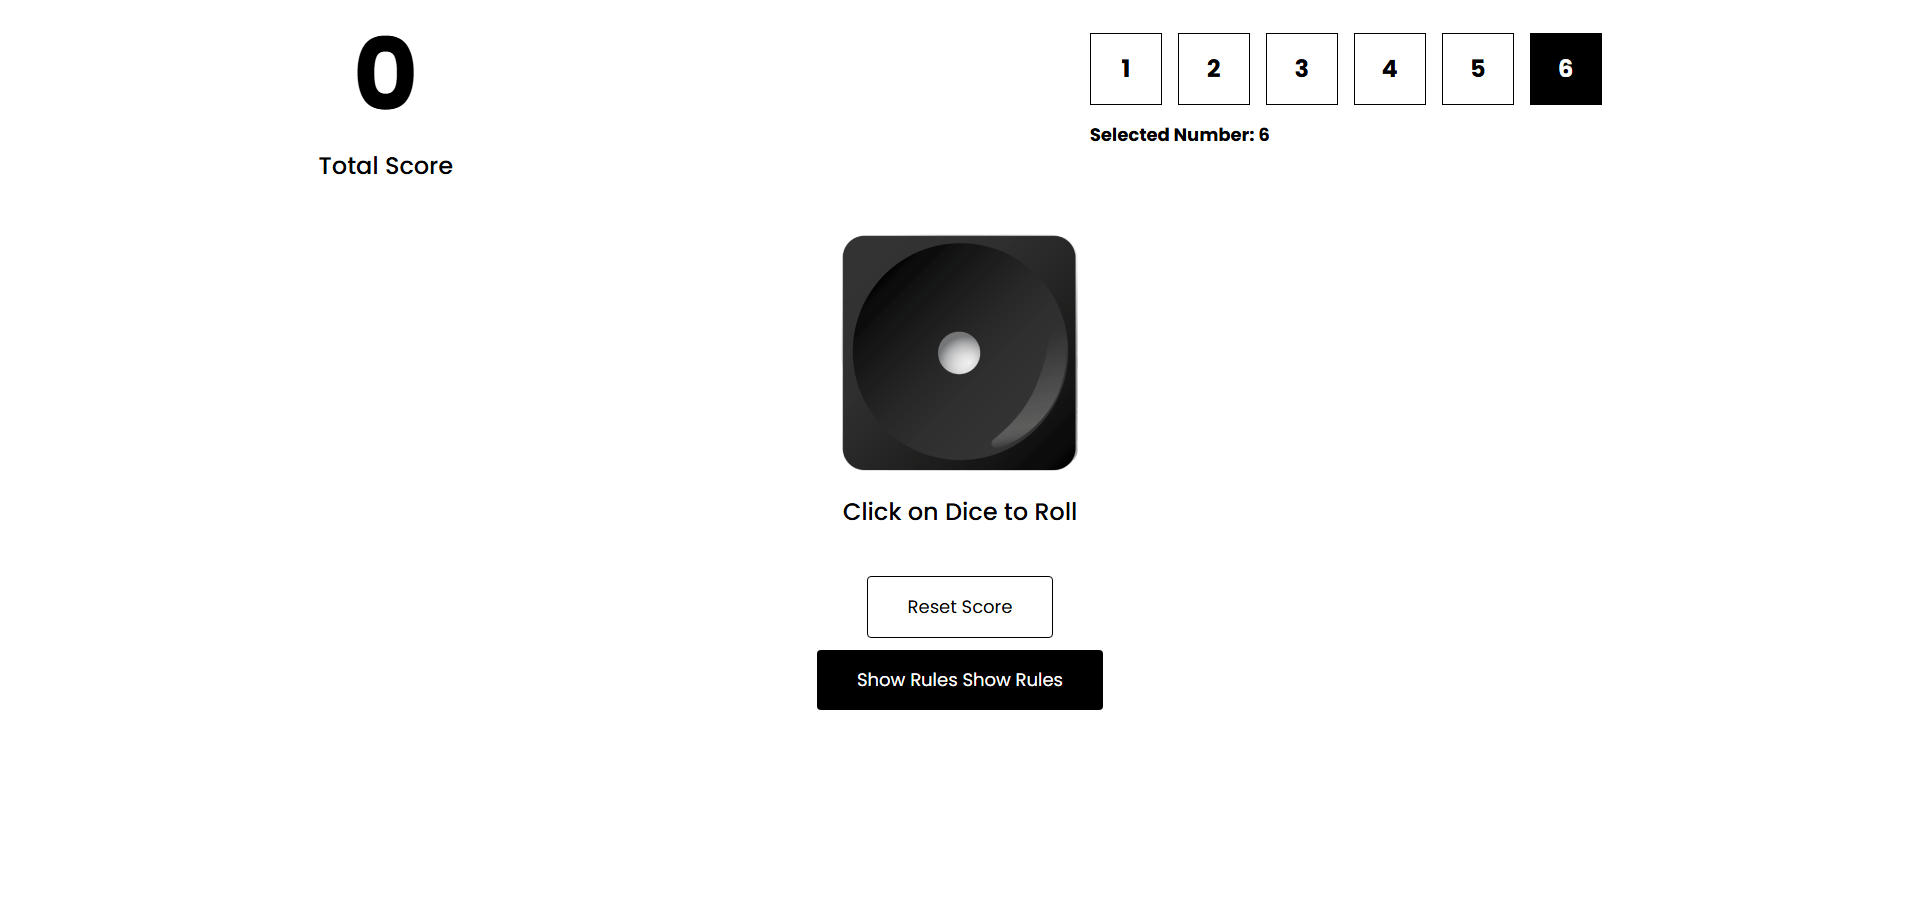 0
Total Score
1 2 3 4 5 6
Selected Number: 6
Click on Dice to Roll
Reset Score
Show Rules Show Rules